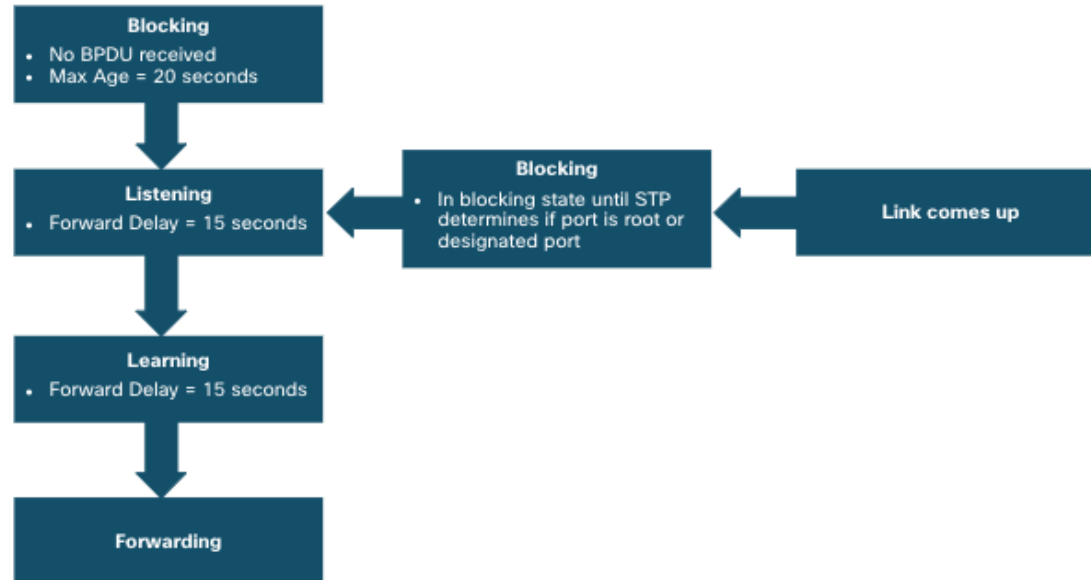 Blocking
• No BPDU received
• Max Age = 20 seconds
Listening
• Forward Delay = 15 seconds
Blocking
• In blocking state until STP
determines if port is root or
designated port
Link comes up
Learning
• Forward Delay = 15 seconds
Forwarding